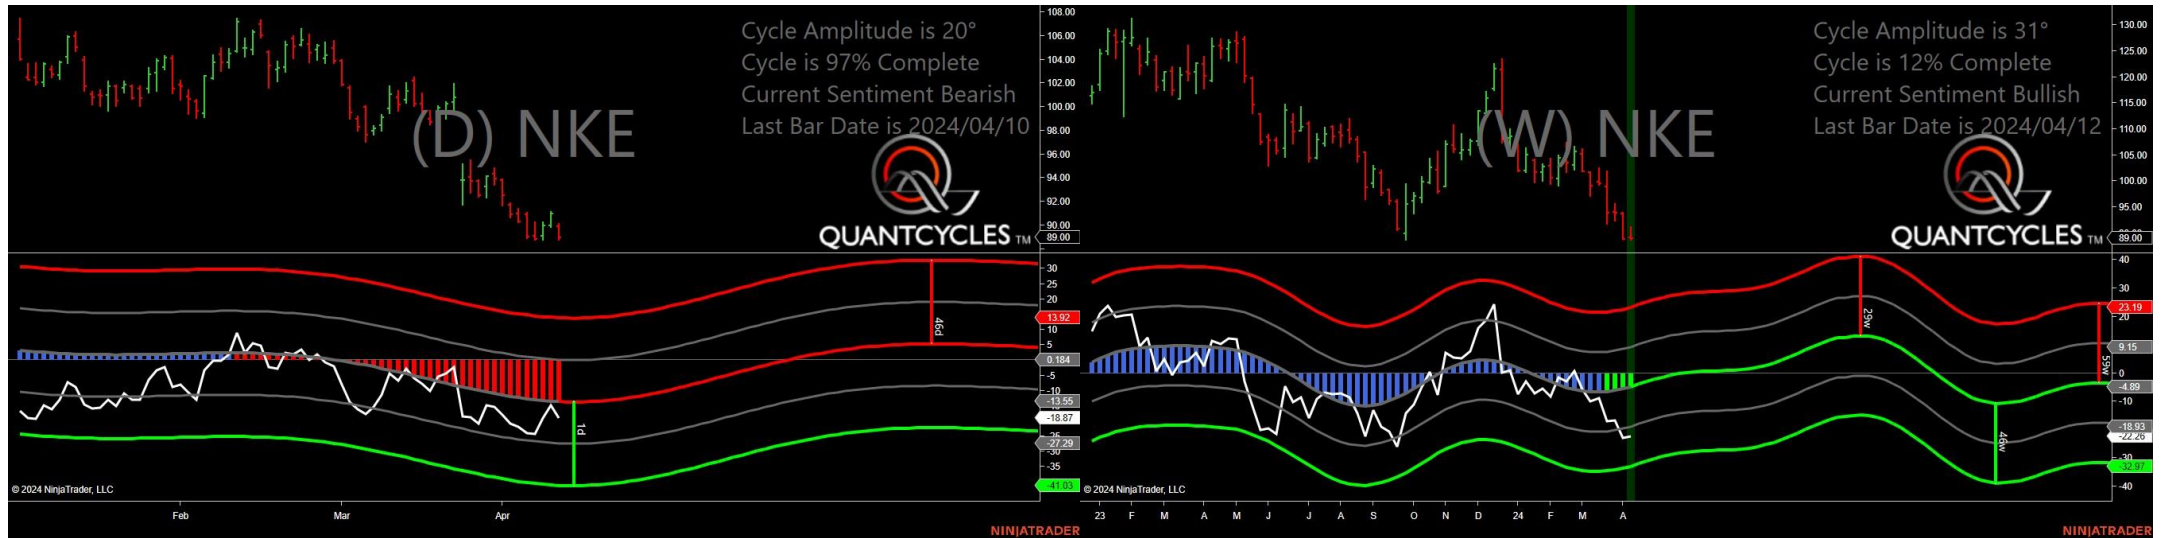 Cycle Amplitude is 20°
Cycle is 97% Complete
Current Sentiment Bearish
Last Bar Date is 2024/04/10
(D) NKE
QUANTCYCLES TM
108.00
106.00
104.00
102.00
100.00
98.00
96.00
94.00
92.00
90.00
89.00
30
25
20
13.92
10
5
0.184
-5
-10
-13.55
-18.87
-27.29
-30
-35
-41.03
46d
1d
© 2024 NinjaTrader, LLC
Feb
Mar
Apr
NINJATRADER
Cycle Amplitude is 31°
Cycle is 12% Complete
Current Sentiment Bullish
Last Bar Date is 2024/04/12
(W) NKE
QUANTCYCLES TM
130.00
125.00
120.00
115.00
110.00
105.00
100.00
95.00
89.00
40
30
23.19
20
9.15
0
-4.89
-10
-18.93
-22.26
-30
-32.97
-40
29w
59w
46w
© 2024 NinjaTrader, LLC
23 F M A M J J A S O N D 24 F M A
NINJATRADER